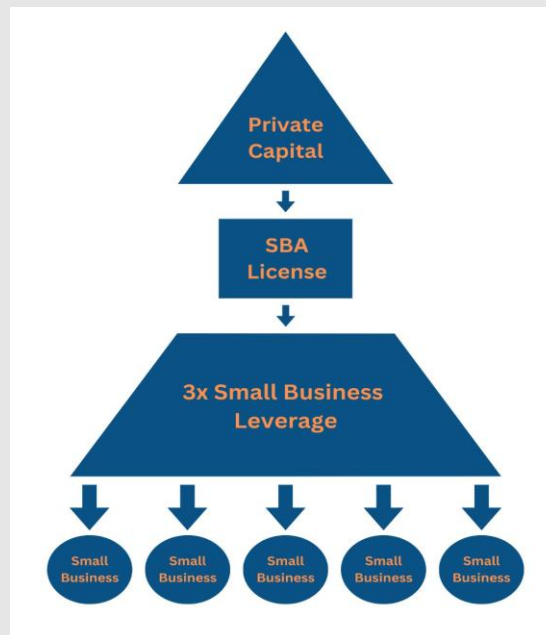 Private
Capital
SBA
License
3x Small Business
Leverage
Small
Business
Small
Business
Small
Business
Small
Business
Small
Business